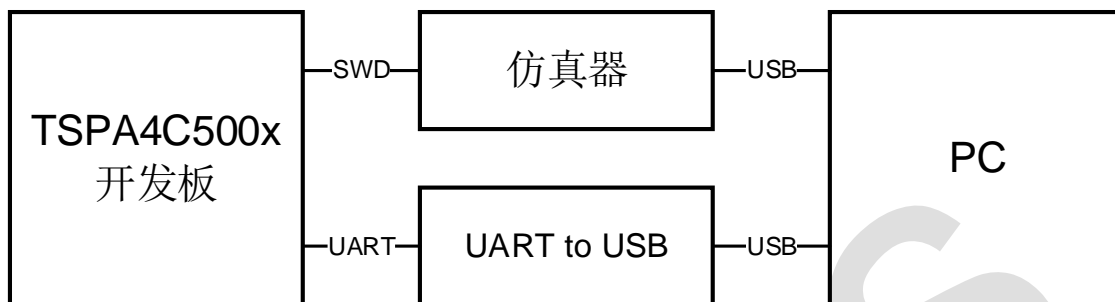 TSPA4C500x
开发板
SWD
仿真器
USB
PC
UART
UART to USB
USB